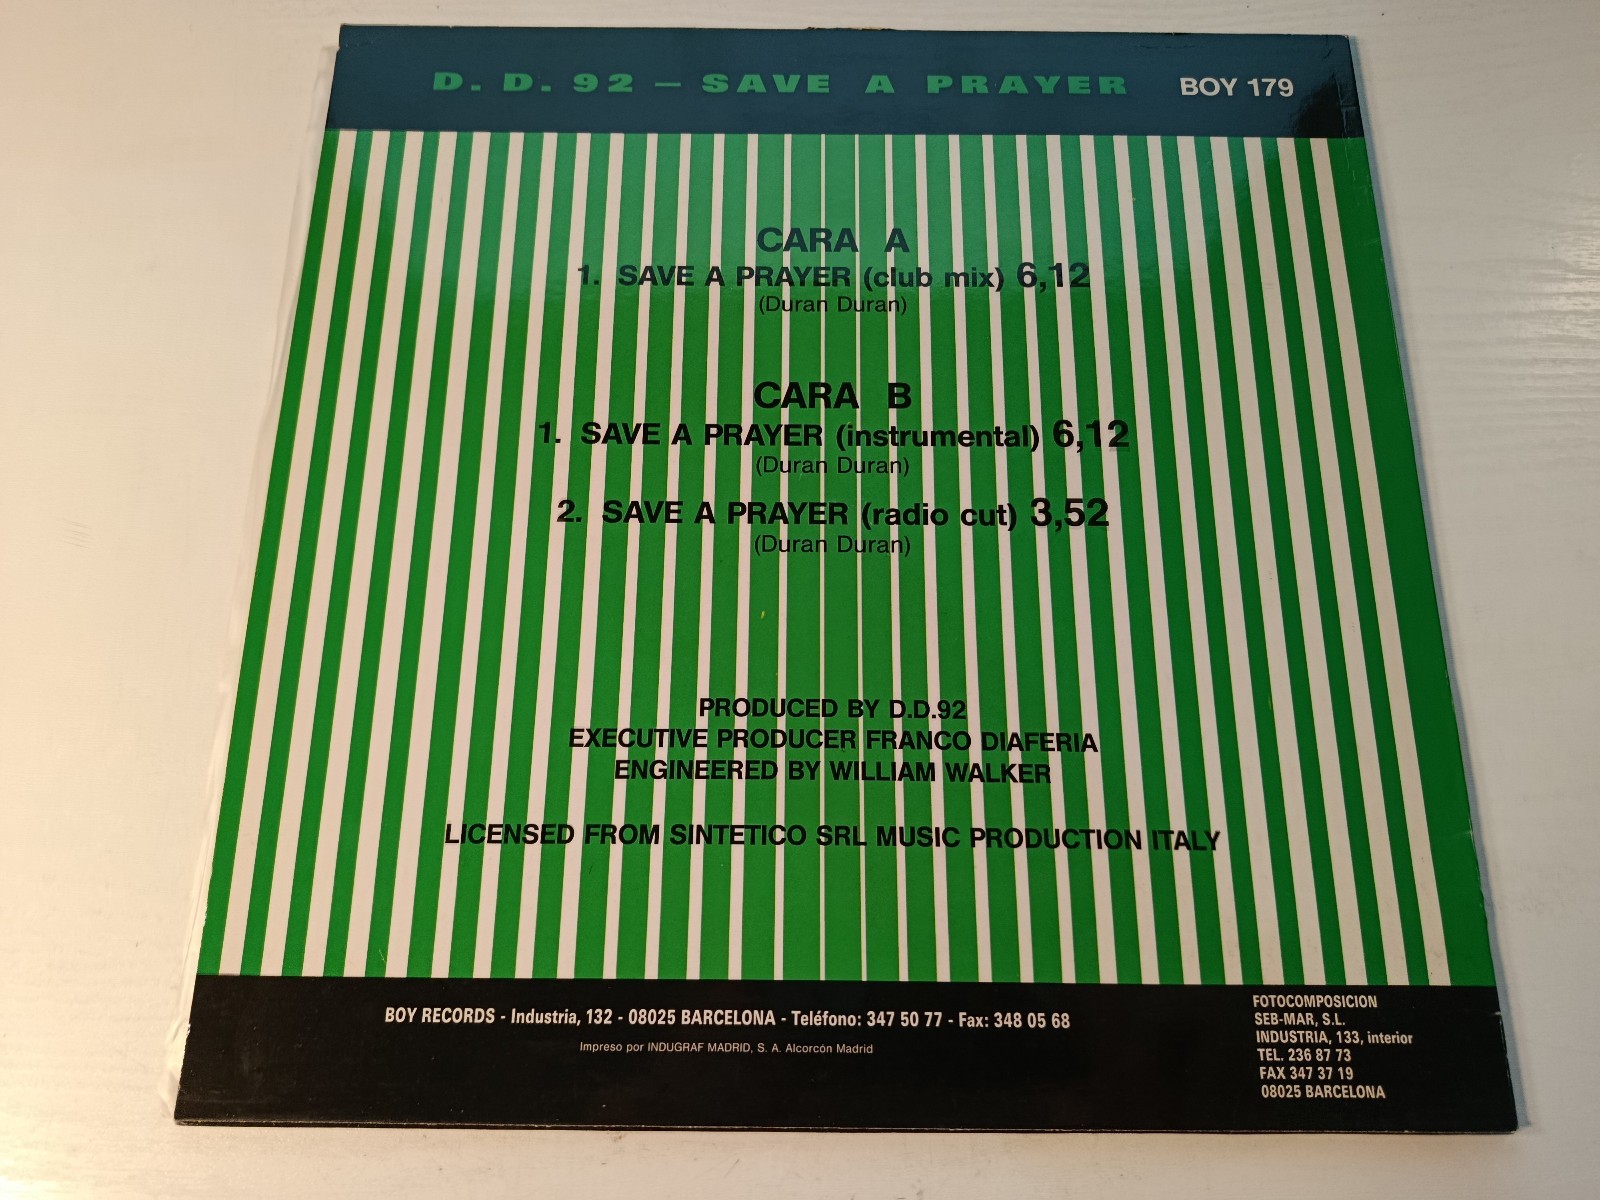 D. D. 92 – SAVE A PRAYER BOY 179
CARA A
1. SAVE A PRAYER (club mix) 6,12
(Duran Duran)
CARA B
1. SAVE A PRAYER (instrumental) 6,12
(Duran Duran)
2. SAVE A PRAYER (radio cut) 3,52
(Duran Duran)
PRODUCED BY D.D.92
EXECUTIVE PRODUCER FRANCO DIAFERIA
ENGINEERED BY WILLIAM WALKER
LICENSED FROM SINTETICO SRL MUSIC PRODUCTION ITALY
BOY RECORDS - Industria, 132 - 08025 BARCELONA - Teléfono: 347 50 77 - Fax: 348 05 68
Impreso por INDUGRAF MADRID, S. A. Alcorcón Madrid
FOTOCOMPOSICION
SEB-MAR, S.L.
INDUSTRIA, 133, interior
TEL. 236 87 73
FAX 347 37 19
08025 BARCELONA